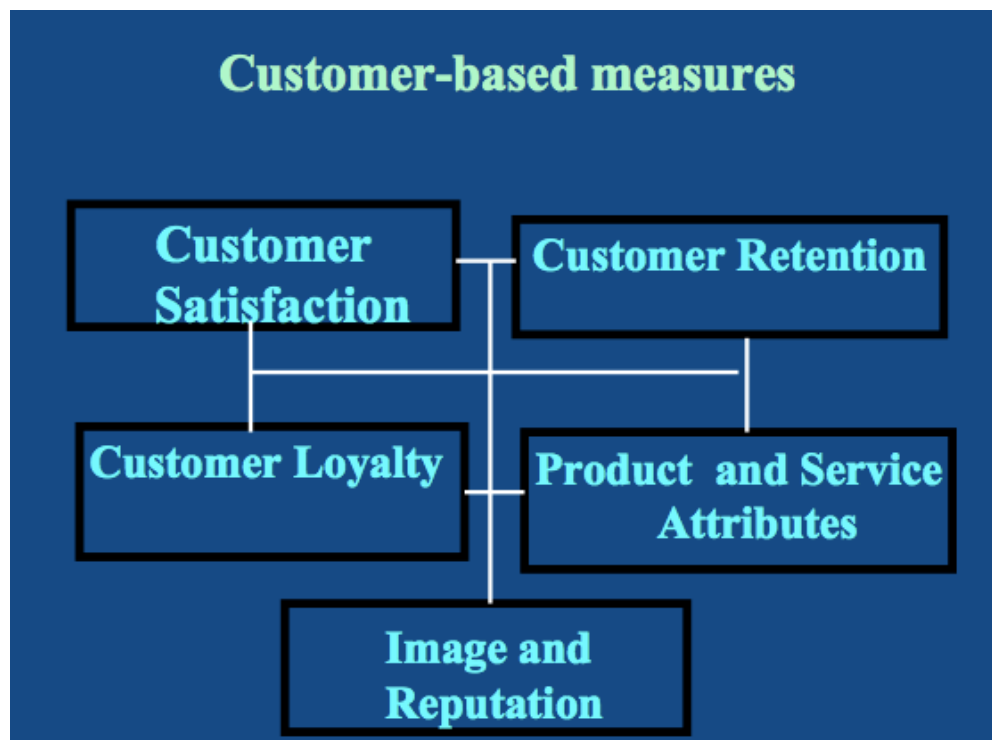 Customer-based measures
Customer
Satisfaction
Customer Retention
Customer Loyalty
Product and Service
Attributes
Image and
Reputation